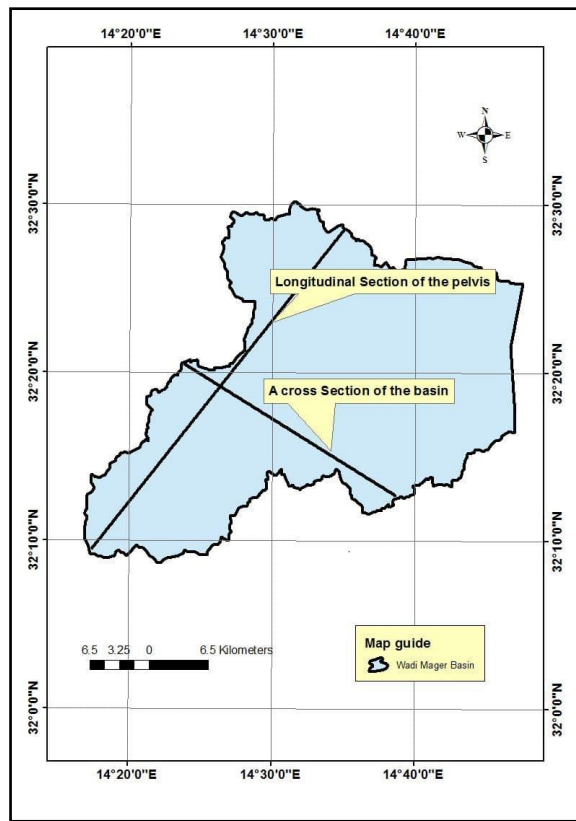 14°20'0"E 14°30'0"E 14°40'0"E
N
W E
S
32°30'0"N 32°30'0"N
Longitudinal Section of the pelvis
32°20'0"N 32°20'0"N
A cross Section of the basin
32°10'0"N 32°10'0"N
6.5 3.25 0 6.5 Kilometers
Map guide
Wadi Mager Basin
32°0'0"N 32°0'0"N
14°20'0"E 14°30'0"E 14°40'0"E